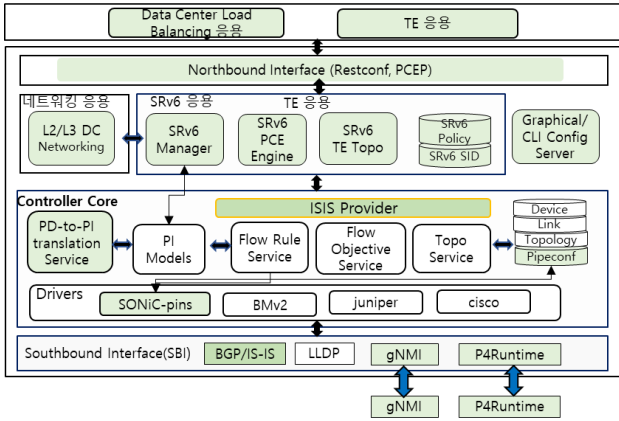 Data Center Load
Balancing 응용
TE 응용
Northbound Interface (Restconf, PCEP)
네트워킹 응용
L2/L3 DC
Networking
SRv6 응용
TE 응용
SRv6
Manager
SRv6
PCE
Engine
SRv6
TE Topo
SRv6
Policy
SRv6 SID
Graphical/
CLI Config
Server
Controller Core
ISIS Provider
PD-to-PI
translation
Service
PI
Models
Flow Rule
Service
Flow
Objective
Service
Topo
Service
Device
Link
Topology
Pipeconf
Drivers
SONiC-pins
BMv2
juniper
cisco
Southbound Interface(SBI)
BGP/IS-IS
LLDP
gNMI
P4Runtime
gNMI
P4Runtime